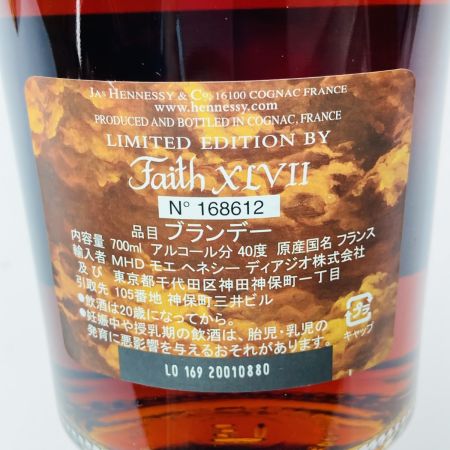 JAS HENNESSY & CO, 16100 COGNAC FRANCE
www.hennessy.com
PRODUCED AND BOTTLED IN COGNAC, FRANCE
LIMITED EDITION BY
Faith XLVII
N° 168612
品目 ブランデー
内容量 700ml アルコール分 40度 原産国名 フランス
輸入者 MHD モエ ヘネシー ディアジオ株式会社
及び 東京都千代田区神田神保町一丁目
引取先 105番地 神保町三井ビル
●飲酒は20歳になってから。
●妊娠中や授乳期の飲酒は、胎児・乳児の
発育に悪影響を与えるおそれがあります。
プラ
キャップ
LO 169 20010880